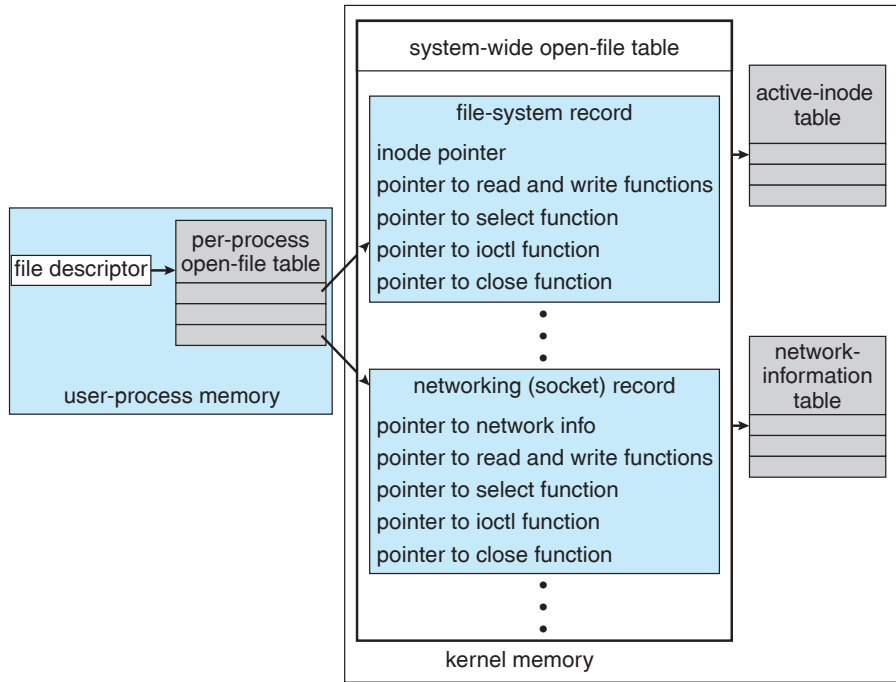 system-wide open-file table
file-system record
inode pointer
pointer to read and write functions
pointer to select function
pointer to ioctl function
pointer to close function
active-inode
table
per-process
open-file table
file descriptor
user-process memory
networking (socket) record
pointer to network info
pointer to read and write functions
pointer to select function
pointer to ioctl function
pointer to close function
network-
information
table
kernel memory